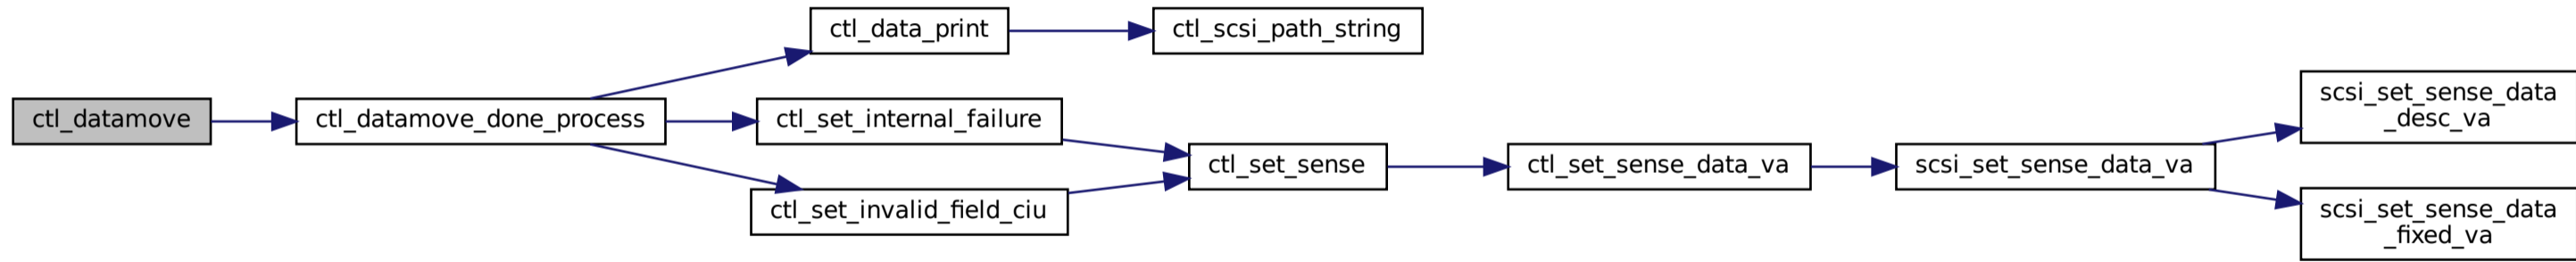 ctl_datamove
ctl_datamove_done_process
ctl_data_print
ctl_scsi_path_string
ctl_set_internal_failure
ctl_set_invalid_field_ciu
ctl_set_sense
ctl_set_sense_data_va
scsi_set_sense_data_va
scsi_set_sense_data
_desc_va
scsi_set_sense_data
_fixed_va